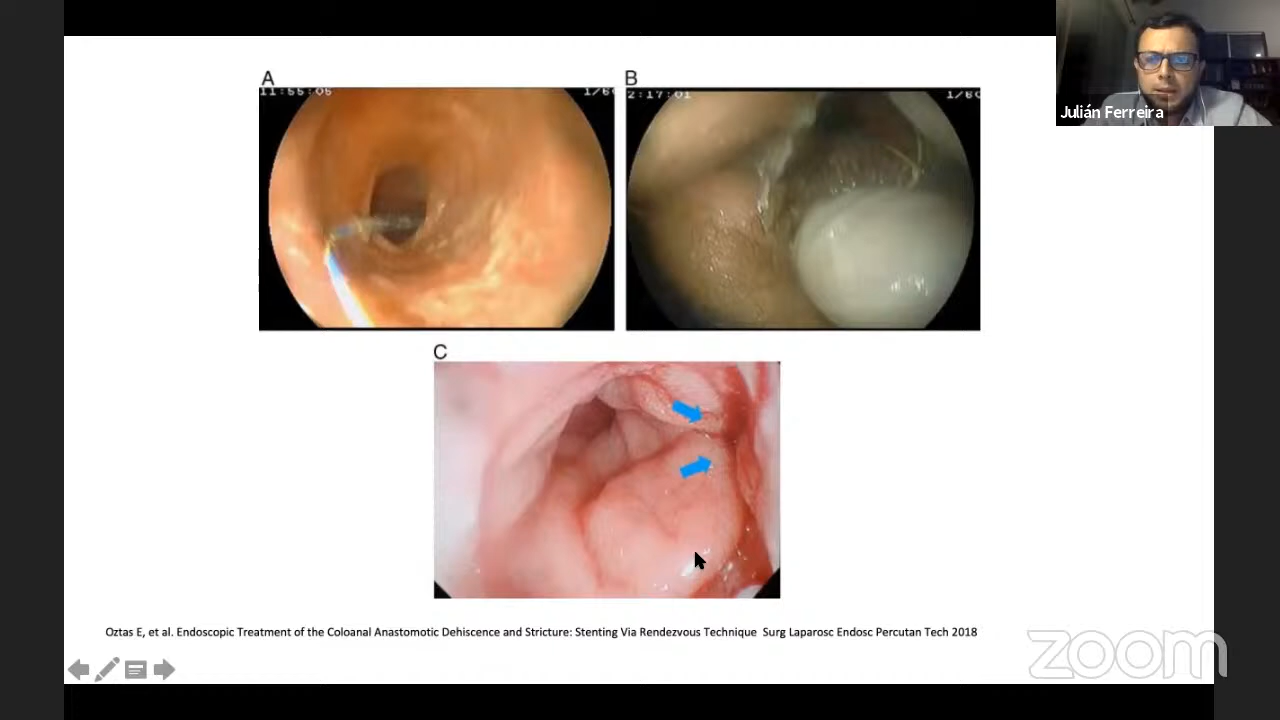 A
B
11:55:05
1/60
2:17:01
1/60
Julián Ferreira
C
Oztas E, et al. Endoscopic Treatment of the Coloanal Anastomotic Dehiscence and Stricture: Stenting Via Rendezvous Technique Surg Laparosc Endosc Percutan Tech 2018
zoom